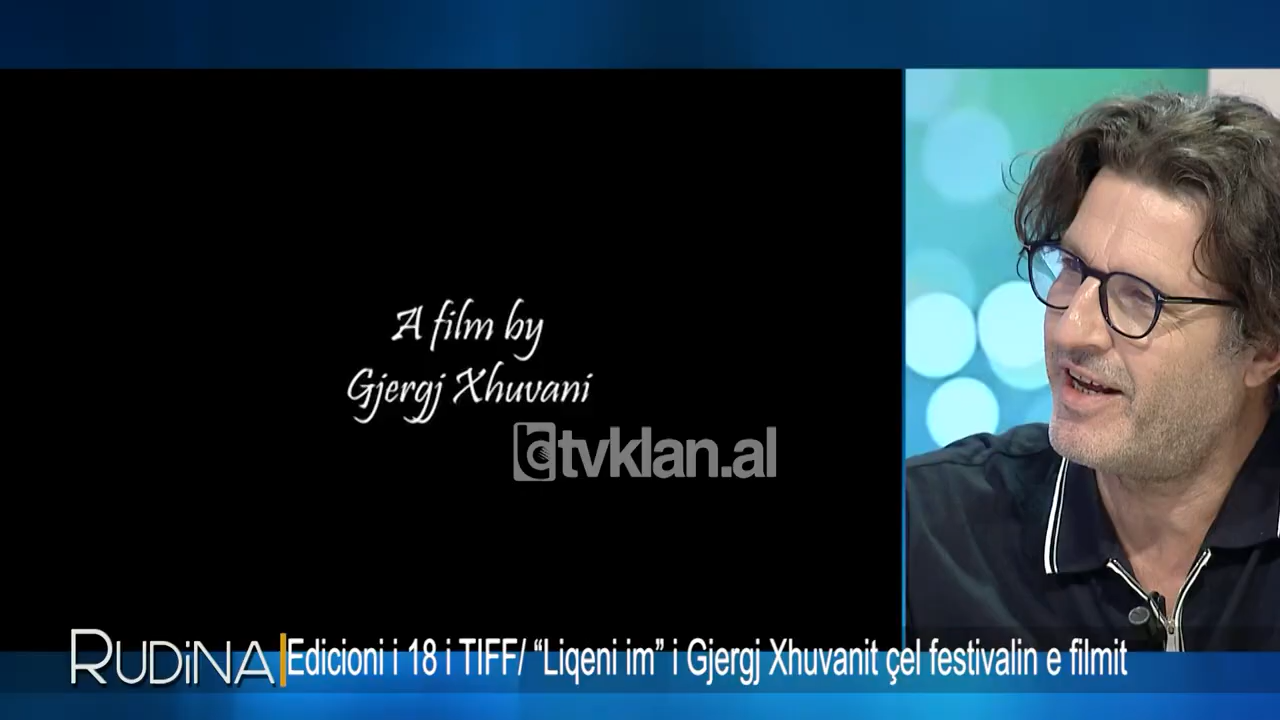 A film by
Gjergj Xhuvani
tvklan.al
RUDiNA
Edicioni i 18 i TIFF/ “Liqeni im” i Gjergj Xhuvanit çel festivalin e filmit